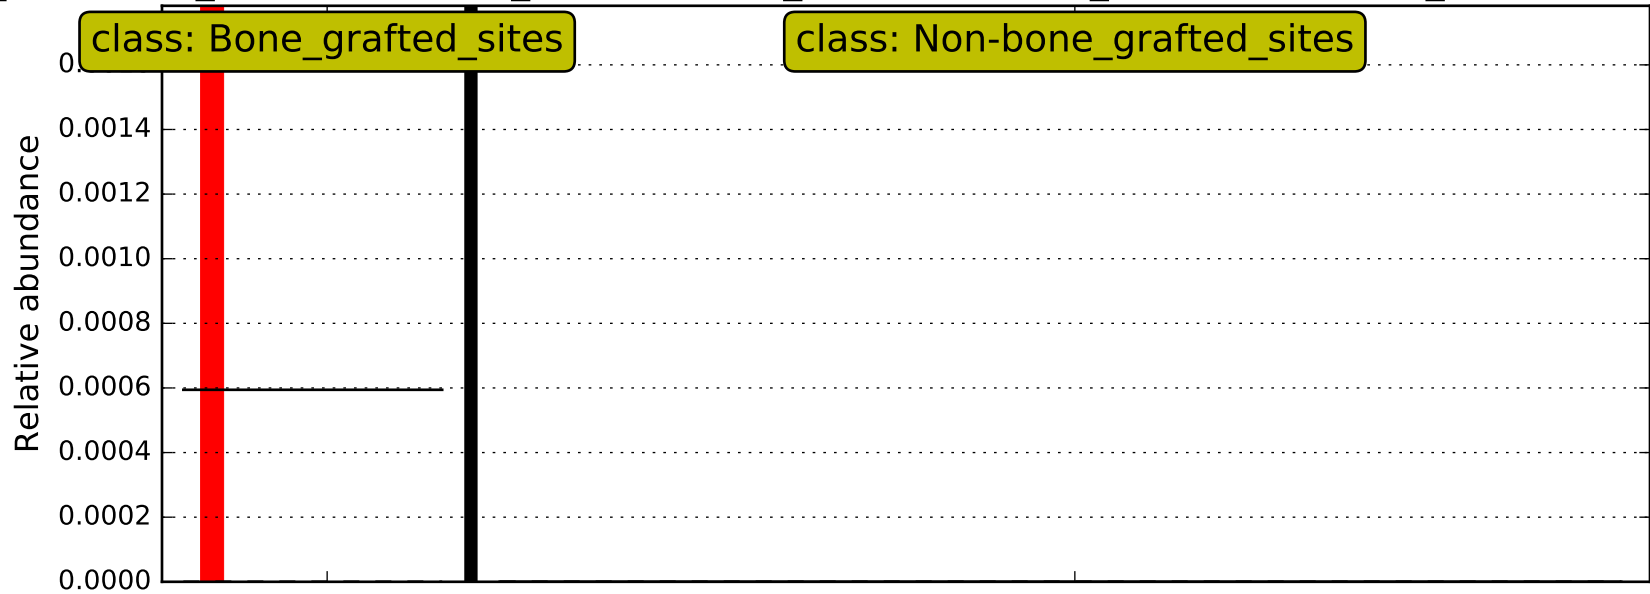 class: Bone_grafted_sites
class: Non-bone_grafted_sites
0.0014
0.0012
0.0010
0.0008
0.0006
0.0004
0.0002
0.0000
Relative abundance